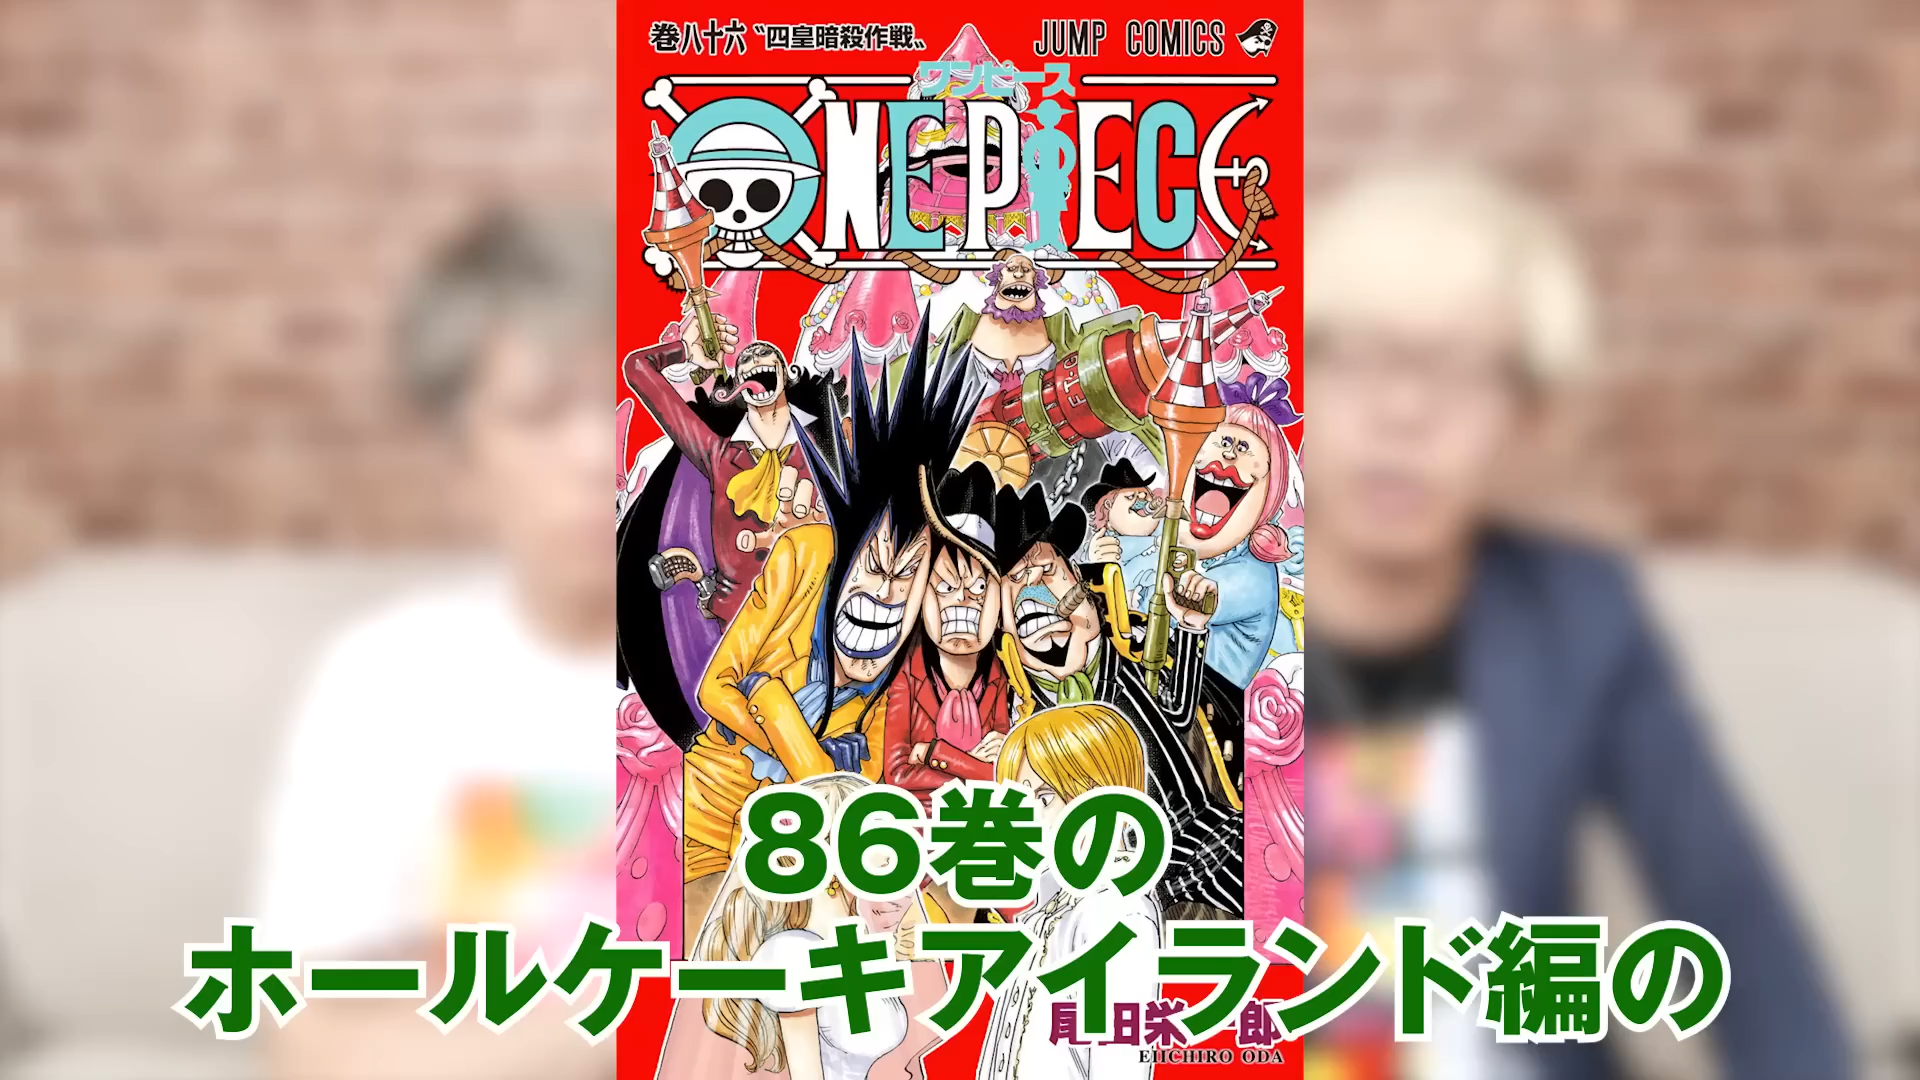 巻八十六〝四皇暗殺作戦〟
JUMP COMICS
ワンピース
ONE PIECE
FT-G
86巻の
ホールケーキアイランド編の
尾田栄一郎
EIICHIRO ODA